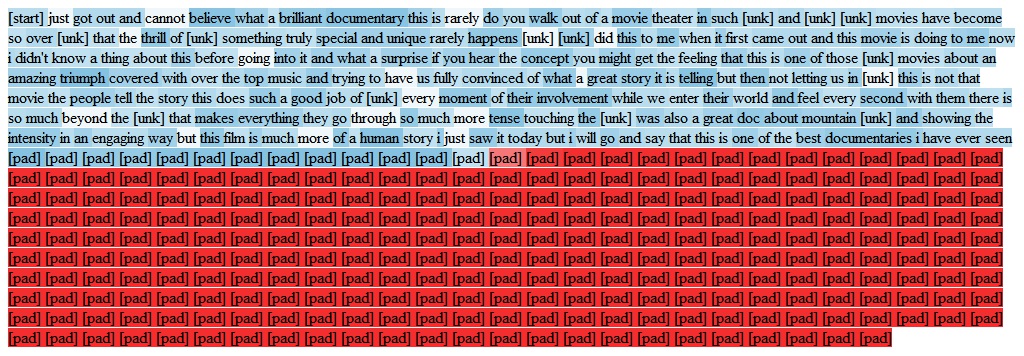 [start] just got out and cannot believe what a brilliant documentary this is rarely do you walk out of a movie theater in such [unk] and [unk] [unk] movies have become
so over [unk] that the thrill of [unk] something truly special and unique rarely happens [unk] [unk] did this to me when it first came out and this movie is doing to me now
i didn't know a thing about this before going into it and what a surprise if you hear the concept you might get the feeling that this is one of those [unk] movies about an
amazing triumph covered with over the top music and trying to have us fully convinced of what a great story it is telling but then not letting us in [unk] this is not that
movie the people tell the story this does such a good job of [unk] every moment of their involvement while we enter their world and feel every second with them there is
so much beyond the [unk] that makes everything they go through so much more tense touching the [unk] was also a great doc about mountain [unk] and showing the
intensity in an engaging way but this film is much more of a human story i just saw it today but i will go and say that this is one of the best documentaries i have ever seen
[pad] [pad] [pad] [pad] [pad] [pad] [pad] [pad] [pad] [pad] [pad] [pad] [pad] [pad] [pad] [pad] [pad] [pad] [pad] [pad] [pad] [pad] [pad] [pad] [pad] [pad] [pad]
[pad] [pad] [pad] [pad] [pad] [pad] [pad] [pad] [pad] [pad] [pad] [pad] [pad] [pad] [pad] [pad] [pad] [pad] [pad] [pad] [pad] [pad] [pad] [pad] [pad] [pad] [pad]
[pad] [pad] [pad] [pad] [pad] [pad] [pad] [pad] [pad] [pad] [pad] [pad] [pad] [pad] [pad] [pad] [pad] [pad] [pad] [pad] [pad] [pad] [pad] [pad] [pad] [pad] [pad]
[pad] [pad] [pad] [pad] [pad] [pad] [pad] [pad] [pad] [pad] [pad] [pad] [pad] [pad] [pad] [pad] [pad] [pad] [pad] [pad] [pad] [pad] [pad] [pad] [pad] [pad] [pad]
[pad] [pad] [pad] [pad] [pad] [pad] [pad] [pad] [pad] [pad] [pad] [pad] [pad] [pad] [pad] [pad] [pad] [pad] [pad] [pad] [pad] [pad] [pad] [pad] [pad] [pad] [pad]
[pad] [pad] [pad] [pad] [pad] [pad] [pad] [pad] [pad] [pad] [pad] [pad] [pad] [pad] [pad] [pad] [pad] [pad] [pad] [pad] [pad] [pad] [pad] [pad] [pad] [pad] [pad]
[pad] [pad] [pad] [pad] [pad] [pad] [pad] [pad] [pad] [pad] [pad] [pad] [pad] [pad] [pad] [pad] [pad] [pad] [pad] [pad] [pad] [pad] [pad] [pad] [pad] [pad] [pad]
[pad] [pad] [pad] [pad] [pad] [pad] [pad] [pad] [pad] [pad] [pad] [pad] [pad] [pad] [pad] [pad] [pad] [pad] [pad] [pad] [pad] [pad] [pad] [pad] [pad] [pad] [pad]
[pad] [pad] [pad] [pad] [pad] [pad] [pad] [pad] [pad] [pad] [pad] [pad] [pad] [pad] [pad] [pad] [pad] [pad] [pad] [pad] [pad] [pad] [pad] [pad] [pad] [pad] [pad]
[pad] [pad] [pad] [pad] [pad] [pad] [pad] [pad] [pad] [pad] [pad] [pad] [pad] [pad] [pad] [pad] [pad] [pad] [pad] [pad] [pad] [pad] [pad] [pad]